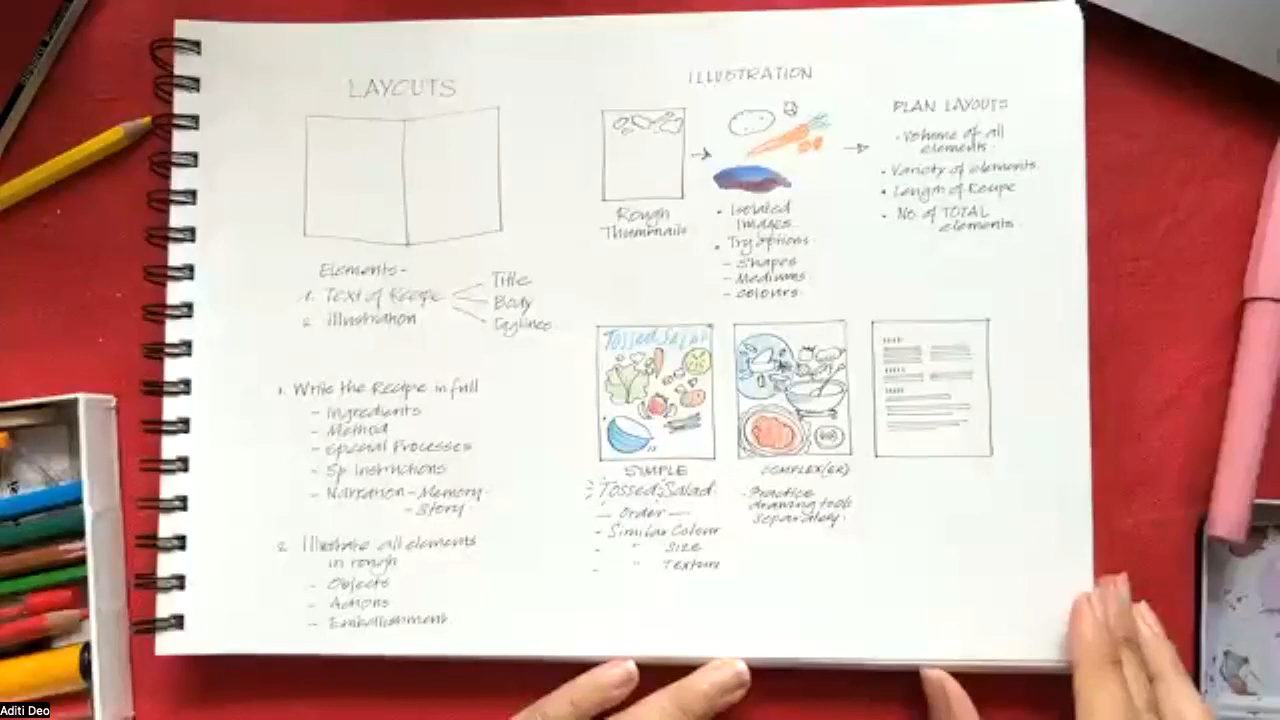 LAYOUTS
Elements-
1. Text of Recipe
Title
Body
Taglines
2. Illustration
1. Write the Recipe in full
- Ingredients
- Method
- Special Processes
- Sp Instructions
- Narration - Memory.
- Story.
2. Illustrate all elements
in rough
- Objects
- Actions
- Embellishment.
ILLUSTRATION
Rough
Thumbnails
• Isolated
Images.
• Try options.
- Shapes
- Mediums.
- colours.
PLAN LAYOUTS
• Volume of all
elements.
• Variety of elements
• Length of Recipe
• No of TOTAL
elements.
Tossed Salad
SIMPLE
Tossed Salad.
— Order —
- Similar Colour
- " Size
- " Texture
COMPLEX(ER)
- Practice
drawing tools
separately.
Aditi Deo